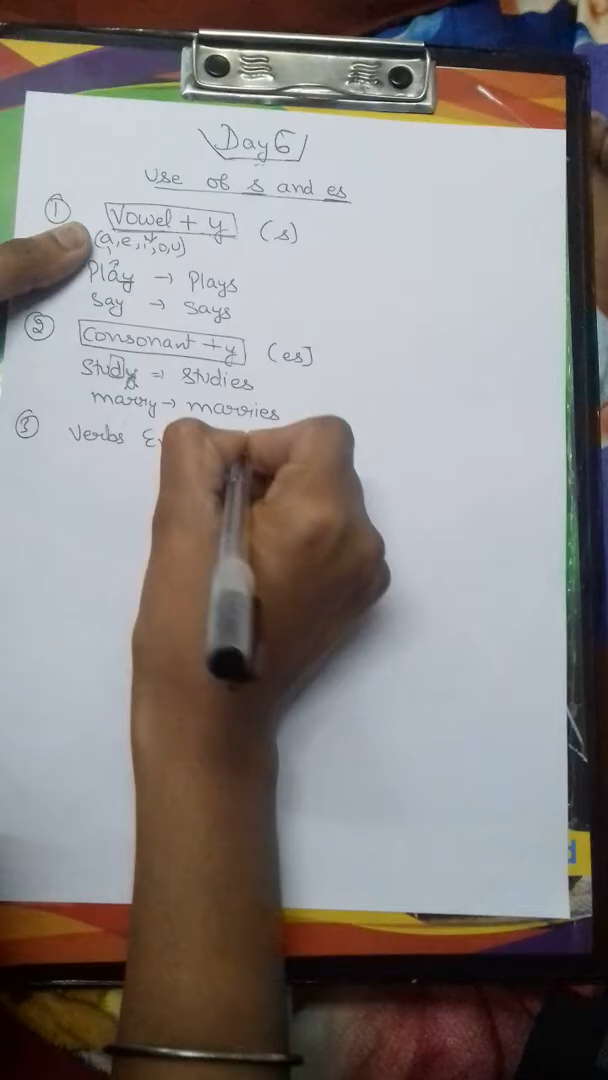 Day 6
Use of s and es
① Vowel + y (s)
(a, e, i, o, u)
Play → Plays
Say → Says
② Consonant + y (es]
Study → Studies
marry → marries
③ Verbs